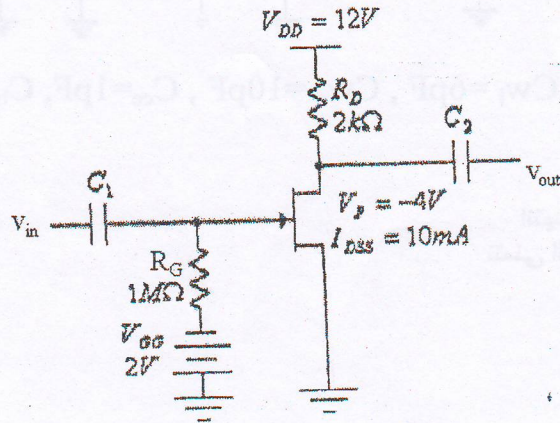 V_DD = 12V
R_D
2kΩ
C_2
C_1
V_in
V_out
V_P = -4V
I_DSS = 10mA
R_G
1MΩ
V_GG
2V